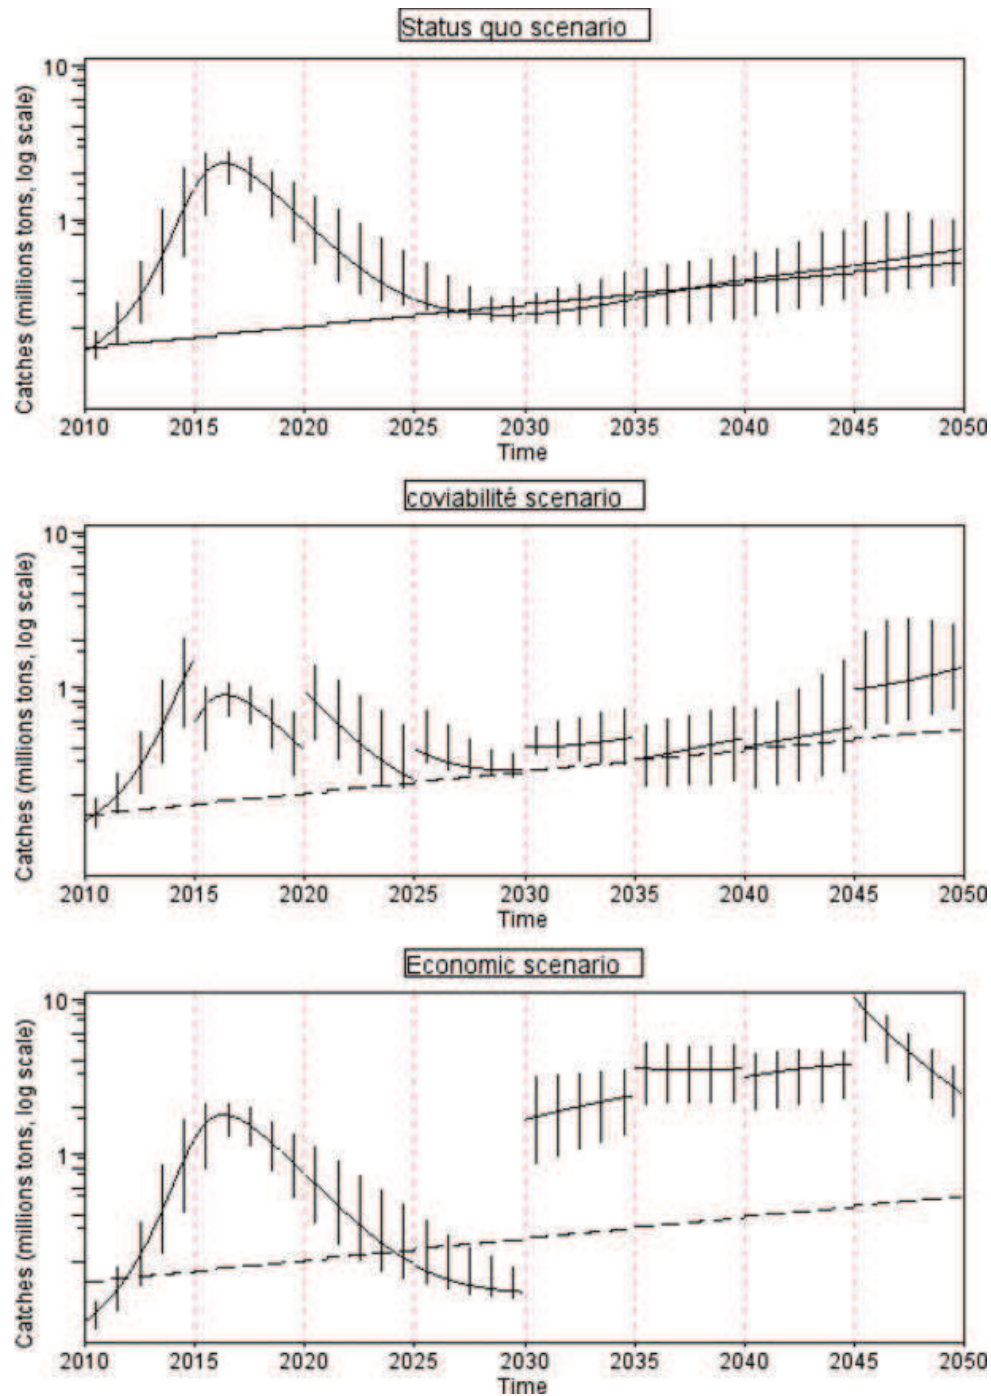 Status quo scenario
Catches (millions tons, log scale)
10
1
2010 2015 2020 2025 2030 2035 2040 2045 2050
Time
coviabilité scenario
Catches (millions tons, log scale)
10
1
2010 2015 2020 2025 2030 2035 2040 2045 2050
Time
Economic scenario
Catches (millions tons, log scale)
10
1
2010 2015 2020 2025 2030 2035 2040 2045 2050
Time